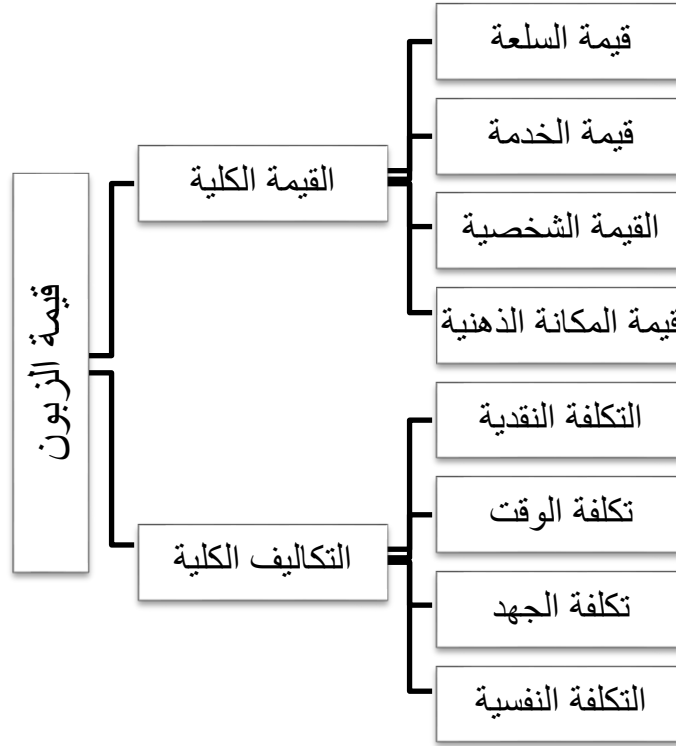 قيمة الزبون
القيمة الكلية
قيمة السلعة
قيمة الخدمة
القيمة الشخصية
قيمة المكانة الذهنية
التكاليف الكلية
التكلفة النقدية
تكلفة الوقت
تكلفة الجهد
التكلفة النفسية